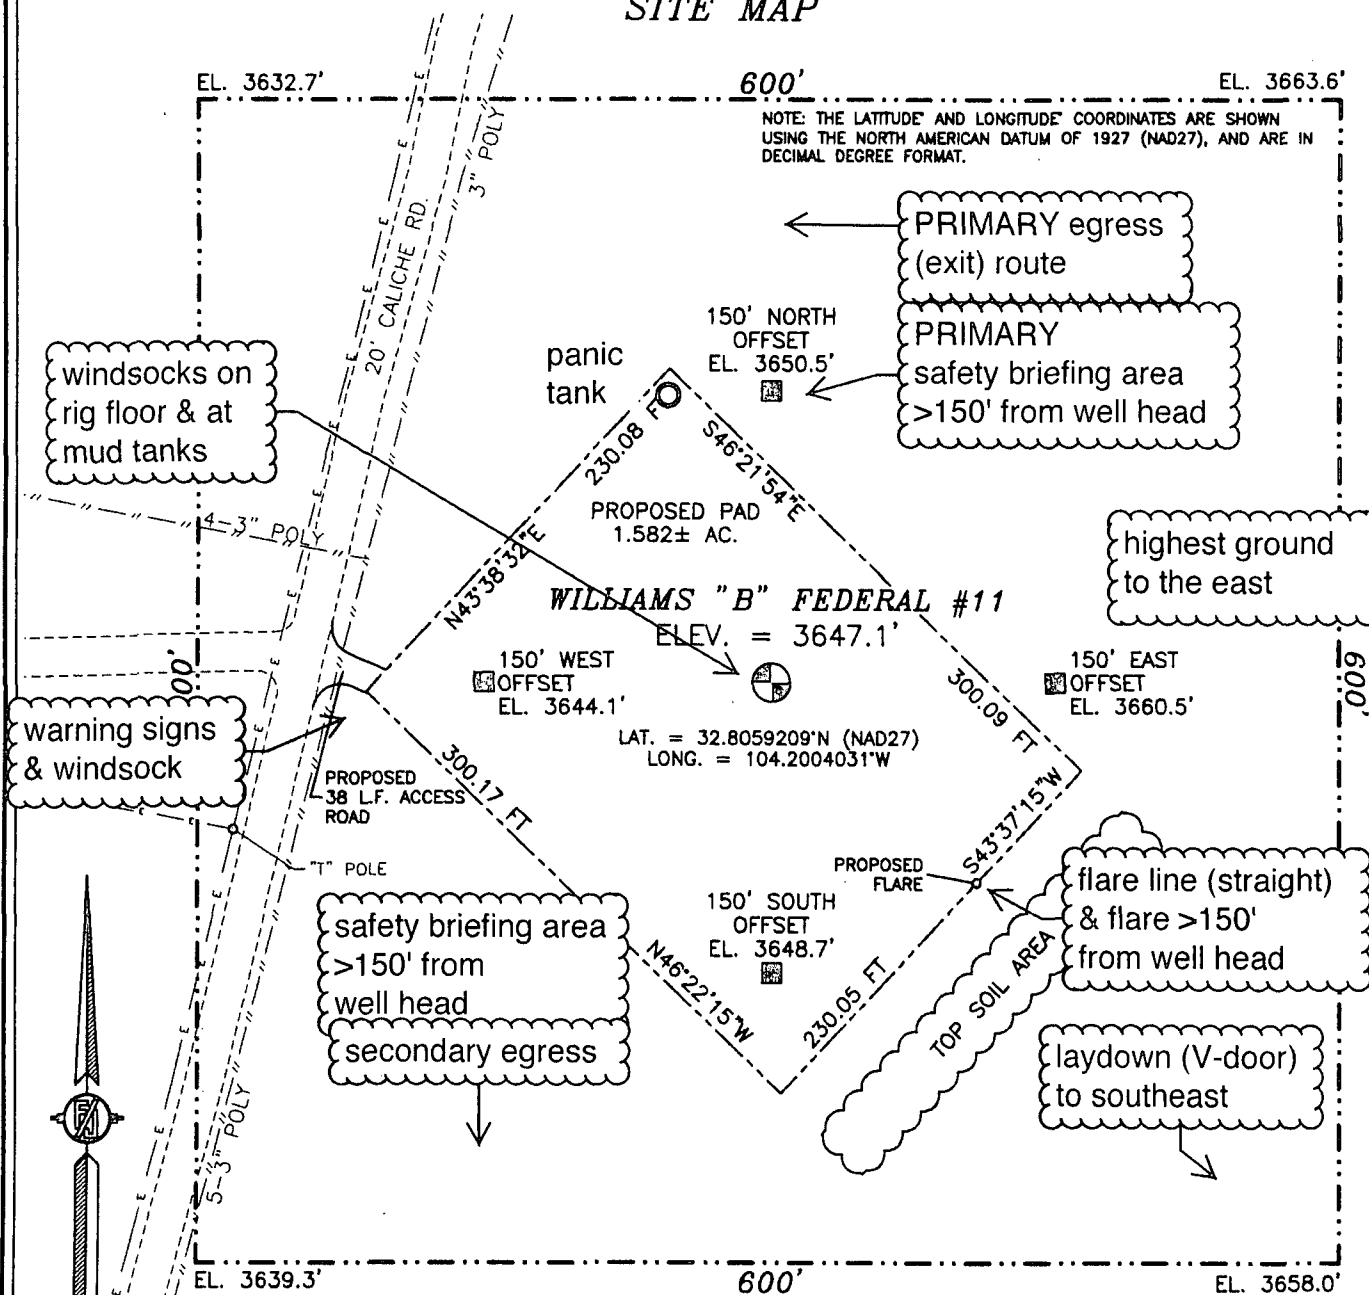 SITE MAP
EL. 3632.7'
600'
EL. 3663.6'
NOTE: THE LATITUDE AND LONGITUDE COORDINATES ARE SHOWN
USING THE NORTH AMERICAN DATUM OF 1927 (NAD27), AND ARE IN
DECIMAL DEGREE FORMAT.
3" POLY
20' CALICHE RD.
PRIMARY egress
(exit) route
150' NORTH
OFFSET
EL. 3650.5'
PRIMARY
safety briefing area
>150' from well head
panic
tank
windsocks on
rig floor & at
mud tanks
230.08 F
S46°21'54"E
PROPOSED PAD
1.582± AC.
4-3" POLY
N43°38'32"E
highest ground
to the east
WILLIAMS "B" FEDERAL #11
ELEV. = 3647.1'
150' WEST
OFFSET
EL. 3644.1'
150' EAST
OFFSET
EL. 3660.5'
00'
600'
300.09 FT
warning signs
& windsock
LAT. = 32.8059209°N (NAD27)
LONG. = 104.2004031°W
300.17 FT
PROPOSED
38 L.F. ACCESS
ROAD
S43°37'15"W
"T" POLE
PROPOSED
FLARE
flare line (straight)
& flare >150'
from well head
150' SOUTH
OFFSET
EL. 3648.7'
safety briefing area
>150' from
well head
secondary egress
N46°22'15"W
230.05 FT
TOP SOIL AREA
laydown (V-door)
to southeast
5-3" POLY
E
E
E
E
E
E
E
E
E
E
E
E
EL. 3639.3'
600'
EL. 3658.0'